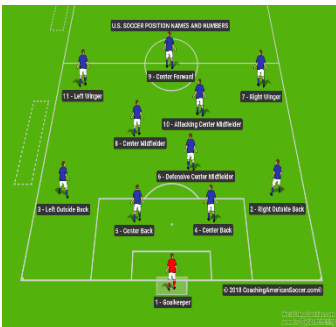 U.S. SOCCER POSITION NAMES AND NUMBERS
9 - Center Forward
11 - Left Winger
7 - Right Winger
10 - Attacking Center Midfielder
8 - Center Midfielder
6 - Defensive Center Midfielder
3 - Left Outside Back
2 - Right Outside Back
5 - Center Back
4 - Center Back
© 2018 CoachingAmericanSoccer.com®
1 - Goalkeeper